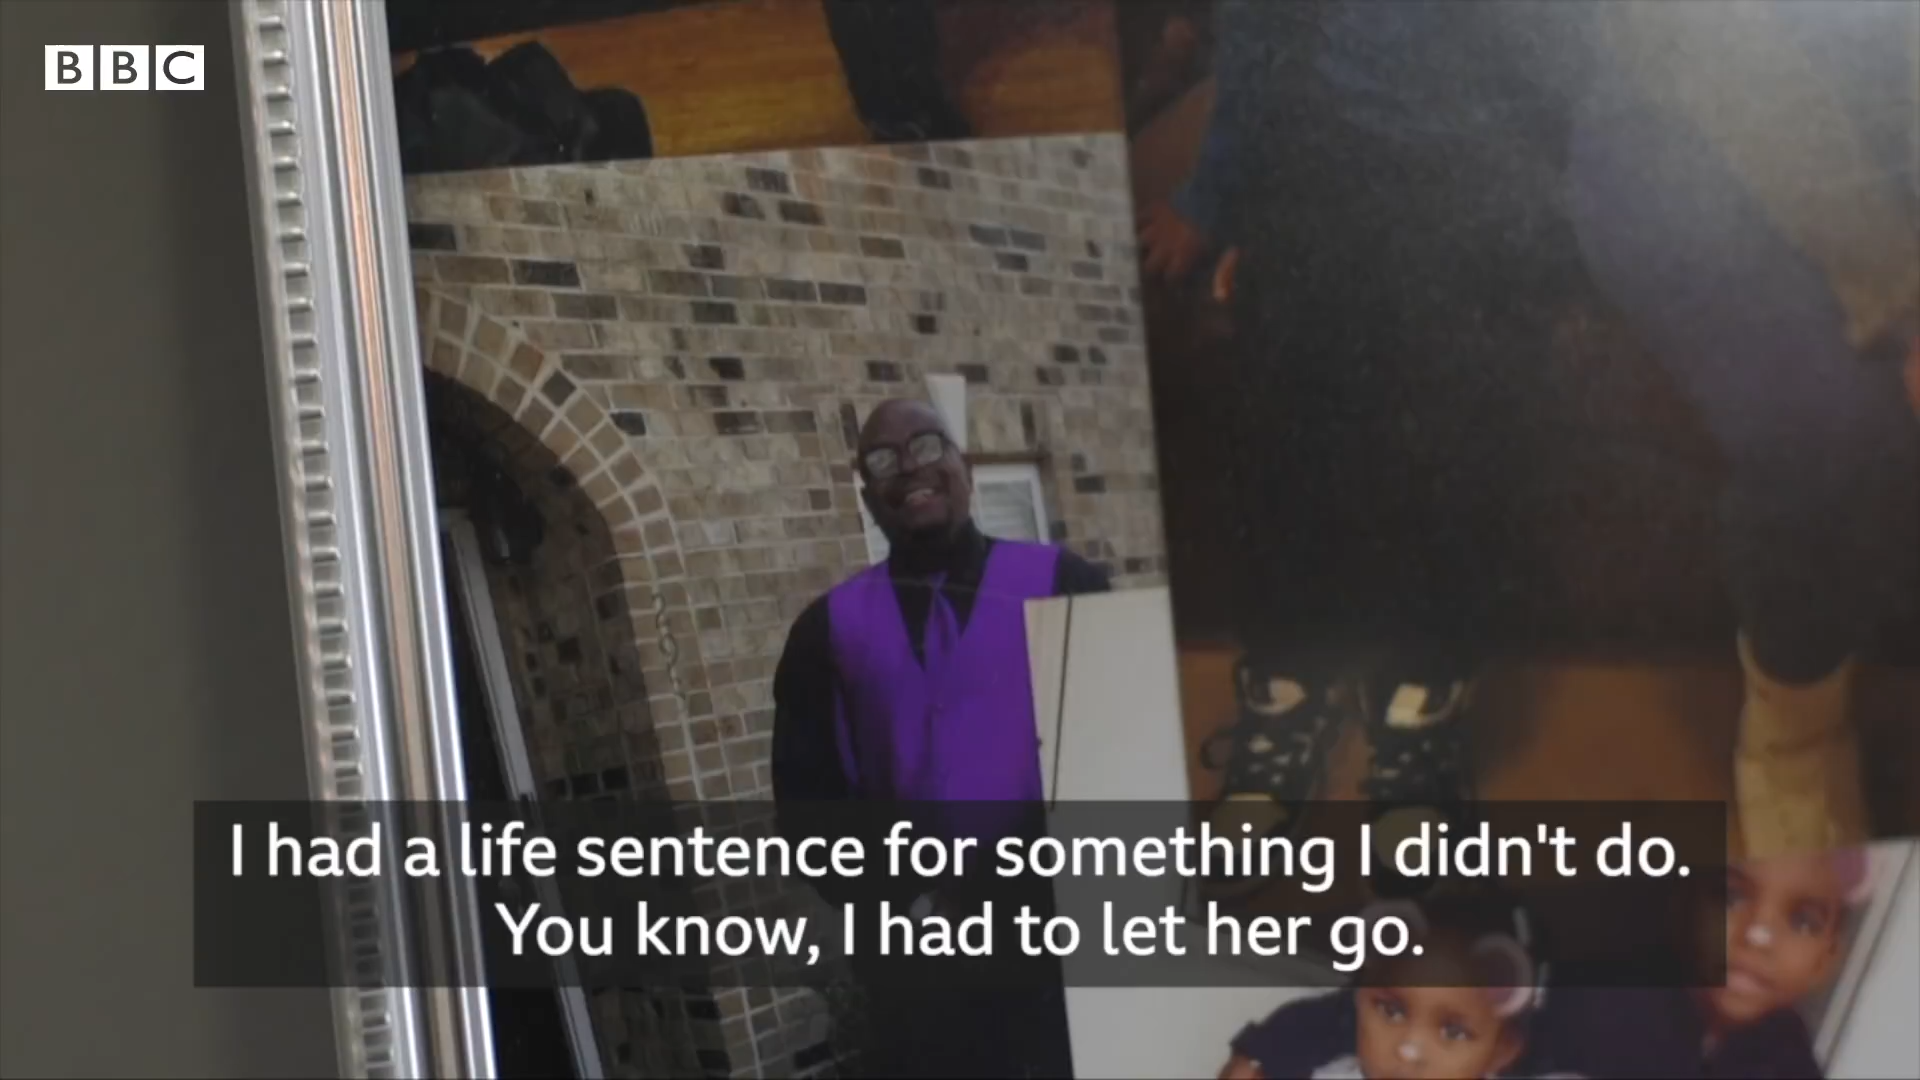 BBC
I had a life sentence for something I didn't do.
You know, I had to let her go.